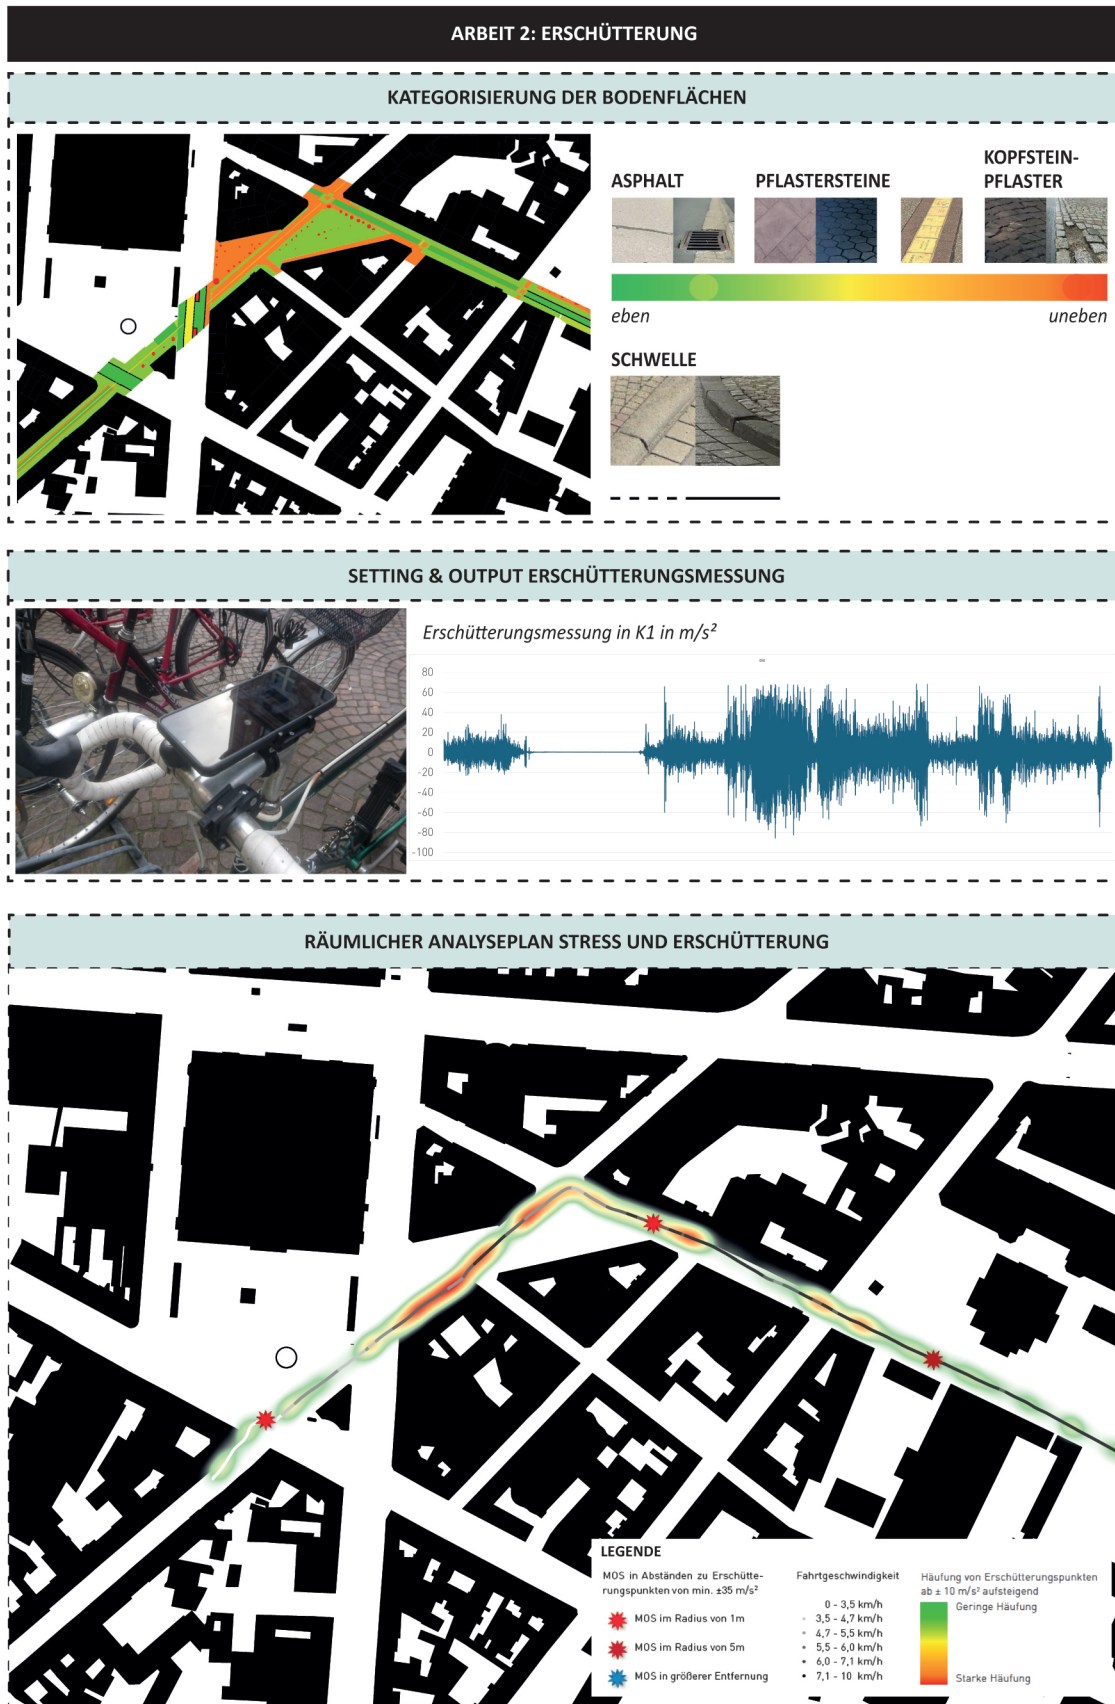 ARBEIT 2: ERSCHÜTTERUNG
KATEGORISIERUNG DER BODENFLÄCHEN
ASPHALT
PFLASTERSTEINE
KOPFSTEIN-
PFLASTER
eben
uneben
SCHWELLE
SETTING & OUTPUT ERSCHÜTTERUNGSMESSUNG
Erschütterungsmessung in K1 in m/s²
80
60
40
20
0
-20
-40
-60
-80
-100
RÄUMLICHER ANALYSEPLAN STRESS UND ERSCHÜTTERUNG
LEGENDE
MOS in Abständen zu Erschütte-
rungspunkten von min. ±35 m/s²
MOS im Radius von 1m
MOS im Radius von 5m
MOS in größerer Entfernung
Fahrtgeschwindigkeit
0 - 3,5 km/h
3,5 - 4,7 km/h
4,7 - 5,5 km/h
5,5 - 6,0 km/h
6,0 - 7,1 km/h
7,1 - 10 km/h
Häufung von Erschütterungspunkten
ab ± 10 m/s² aufsteigend
Geringe Häufung
Starke Häufung